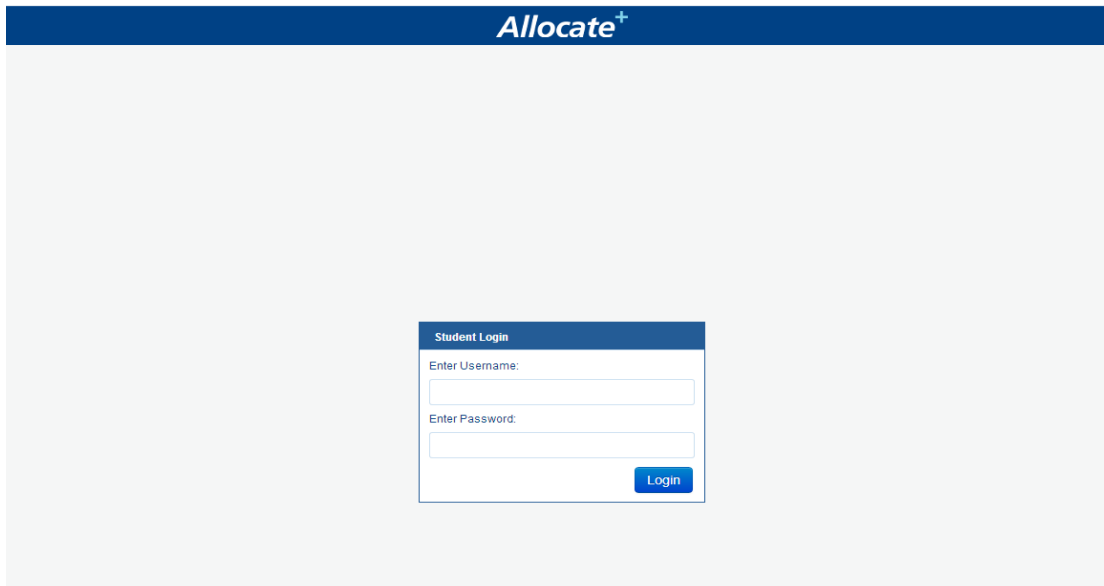 Allocate+
Student Login
Enter Username:
Enter Password:
Login